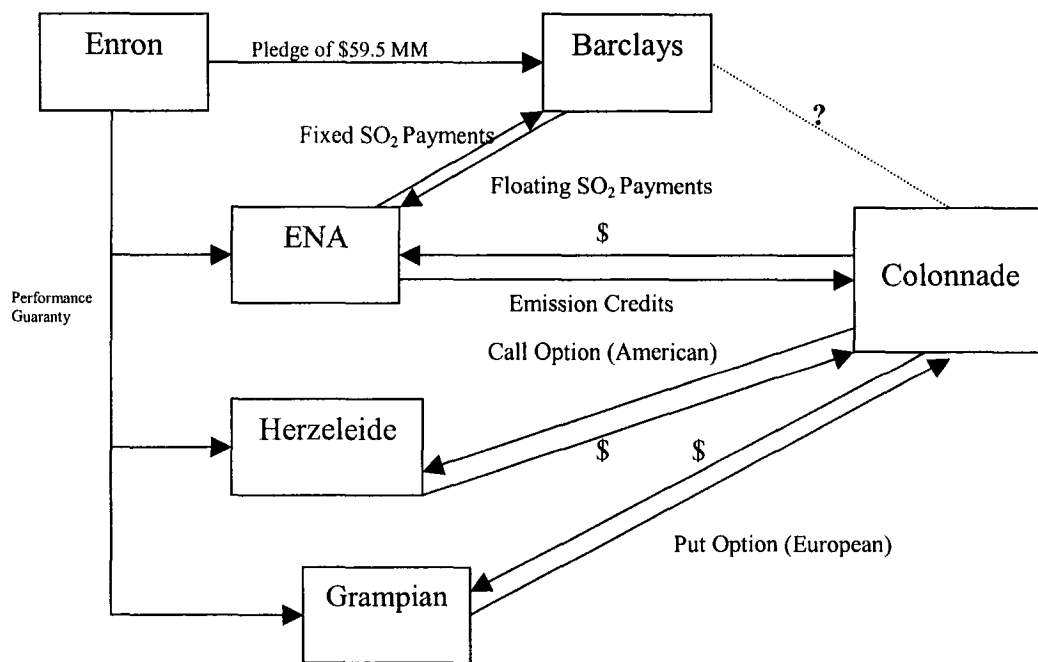 Enron
Pledge of $59.5 MM
Barclays
?
Fixed SO₂ Payments
Floating SO₂ Payments
ENA
$
Colonnade
Emission Credits
Performance
Guaranty
Call Option (American)
Herzeleide
$
$
Put Option (European)
Grampian